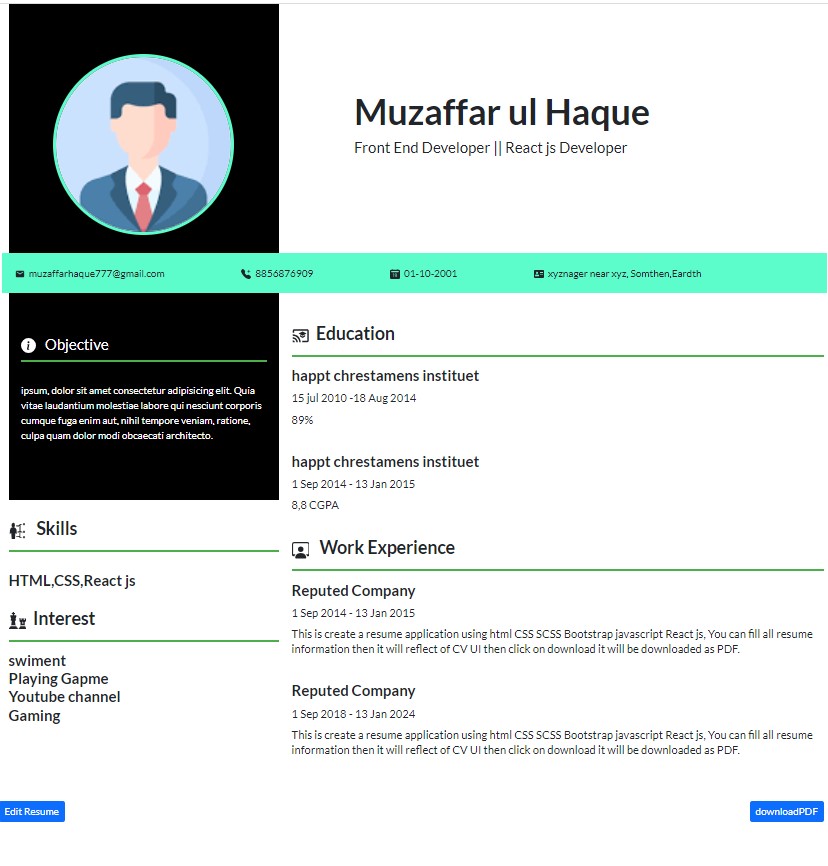 Muzaffar ul Haque
Front End Developer || React js Developer
muzaffarhaque777@gmail.com 8856876909 01-10-2001 xyznager near xyz, Somthen,Eardth
Objective
ipsum, dolor sit amet consectetur adipisicing elit. Quia
vitae laudantium molestiae labore qui nesciunt corporis
cumque fuga enim aut, nihil tempore veniam, ratione,
culpa quam dolor modi obcaecati architecto.
Skills
HTML,CSS,React js
Interest
swiment
Playing Gapme
Youtube channel
Gaming
Education
happt chrestamens instituet
15 jul 2010 -18 Aug 2014
89%
happt chrestamens instituet
1 Sep 2014 - 13 Jan 2015
8,8 CGPA
Work Experience
Reputed Company
1 Sep 2014 - 13 Jan 2015
This is create a resume application using html CSS SCSS Bootstrap javascript React js, You can fill all resume
information then it will reflect of CV UI then click on download it will be downloaded as PDF.
Reputed Company
1 Sep 2018 - 13 Jan 2024
This is create a resume application using html CSS SCSS Bootstrap javascript React js, You can fill all resume
information then it will reflect of CV UI then click on download it will be downloaded as PDF.
Edit Resume
downloadPDF